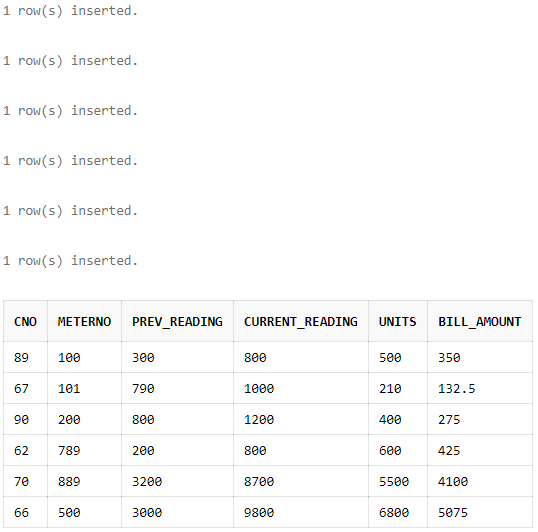 1 row(s) inserted.
1 row(s) inserted.
1 row(s) inserted.
1 row(s) inserted.
1 row(s) inserted.
1 row(s) inserted.
CNO METERNO PREV_READING CURRENT_READING UNITS BILL_AMOUNT
89 100 300 800 500 350
67 101 790 1000 210 132.5
90 200 800 1200 400 275
62 789 200 800 600 425
70 889 3200 8700 5500 4100
66 500 3000 9800 6800 5075